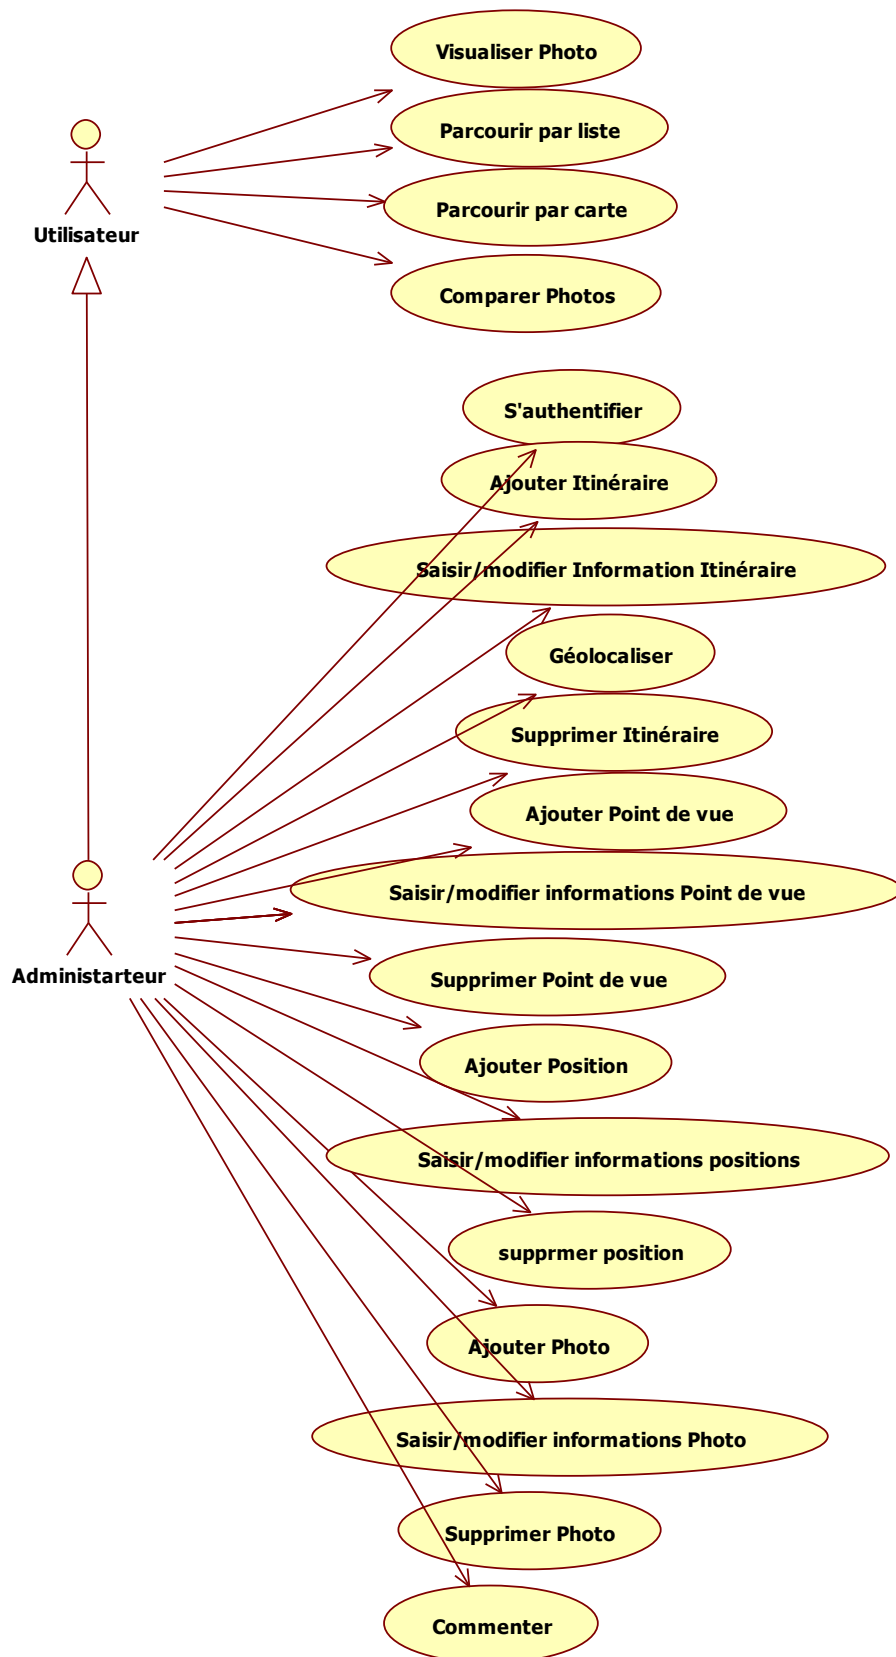 Visualiser Photo
Parcourir par liste
Parcourir par carte
Utilisateur
Comparer Photos
S'authentifier
Ajouter Itinéraire
Saisir/modifier Information Itinéraire
Géolocaliser
Supprimer Itinéraire
Ajouter Point de vue
Saisir/modifier informations Point de vue
Administarteur
Supprimer Point de vue
Ajouter Position
Saisir/modifier informations positions
supprmer position
Ajouter Photo
Saisir/modifier informations Photo
Supprimer Photo
Commenter